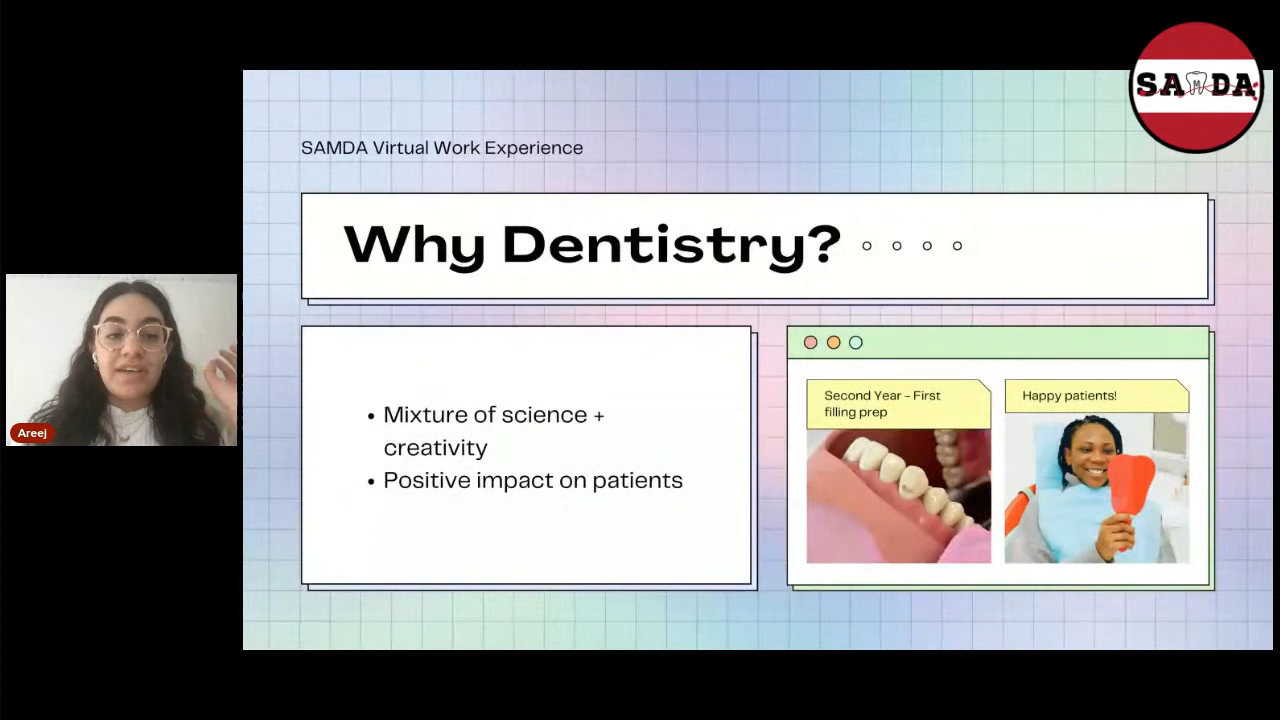 SAMDA
SAMDA Virtual Work Experience
Why Dentistry?
• Mixture of science +
creativity
• Positive impact on patients
Second Year - First
filling prep
Happy patients!
Areej